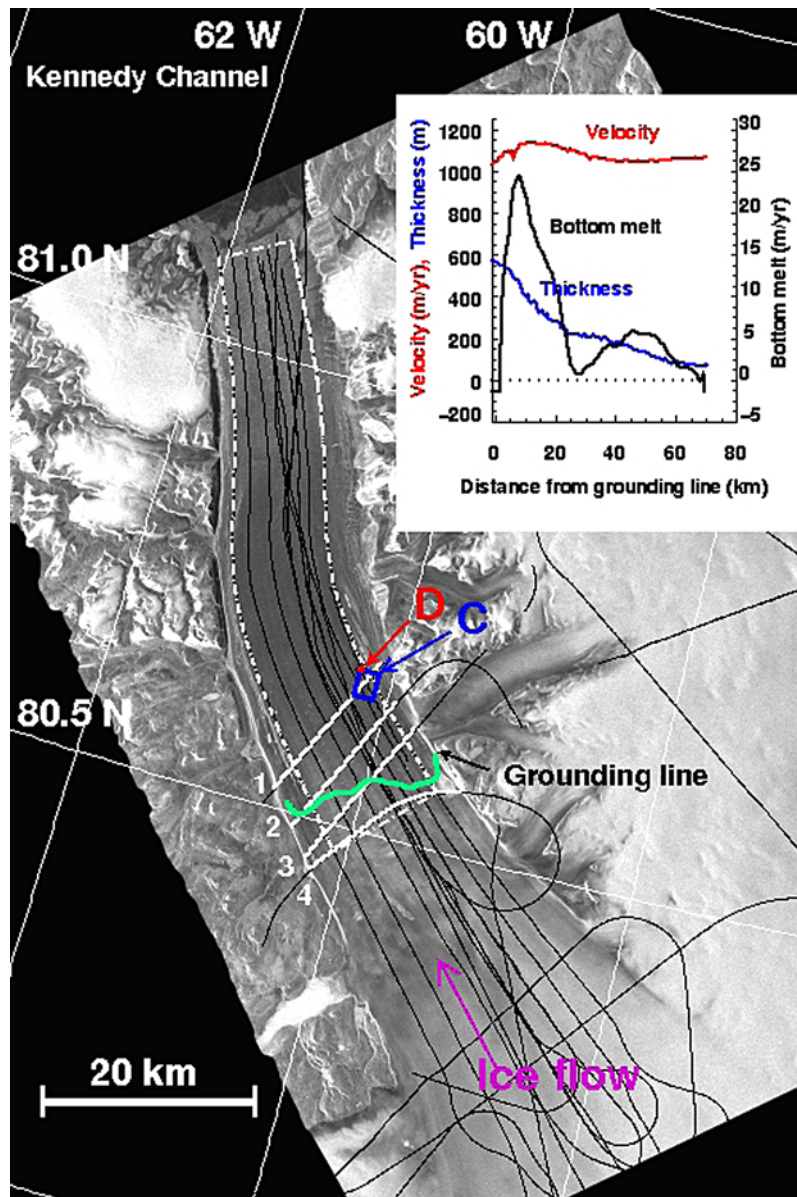 62 W
60 W
Kennedy Channel
81.0 N
80.5 N
Velocity (m/yr), Thickness (m)
1200
1000
800
600
400
200
0
−200
Velocity
Bottom melt
Thickness
30
25
20
15
10
5
0
−5
Bottom melt (m/yr)
0
20
40
60
80
Distance from grounding line (km)
D
C
Grounding line
1
2
3
4
Ice flow
20 km